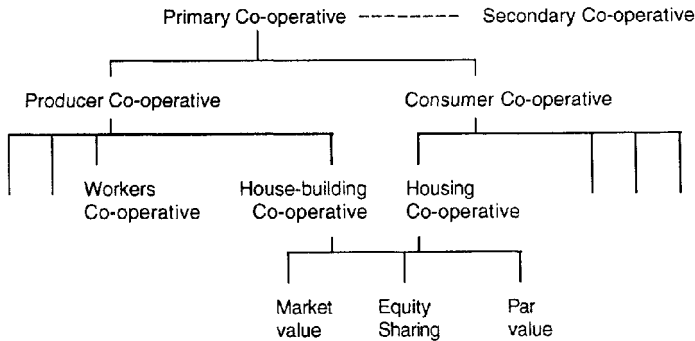 Primary Co-operative Secondary Co-operative
Producer Co-operative Consumer Co-operative
Workers
Co-operative
House-building
Co-operative
Housing
Co-operative
Market
value
Equity
Sharing
Par
value